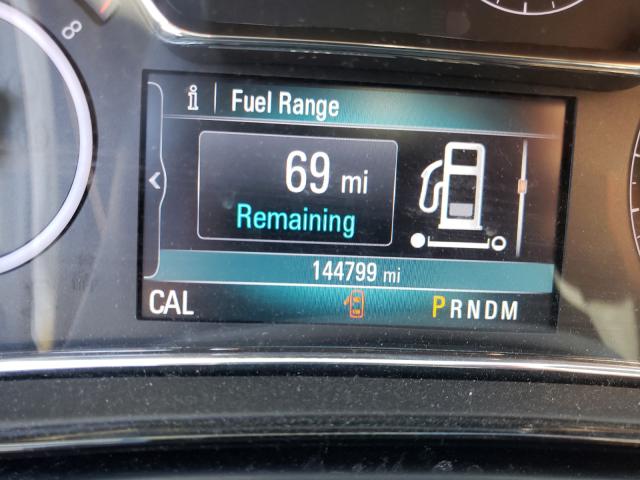 8
i Fuel Range
69 mi
Remaining
144799 mi
CAL PRNDM